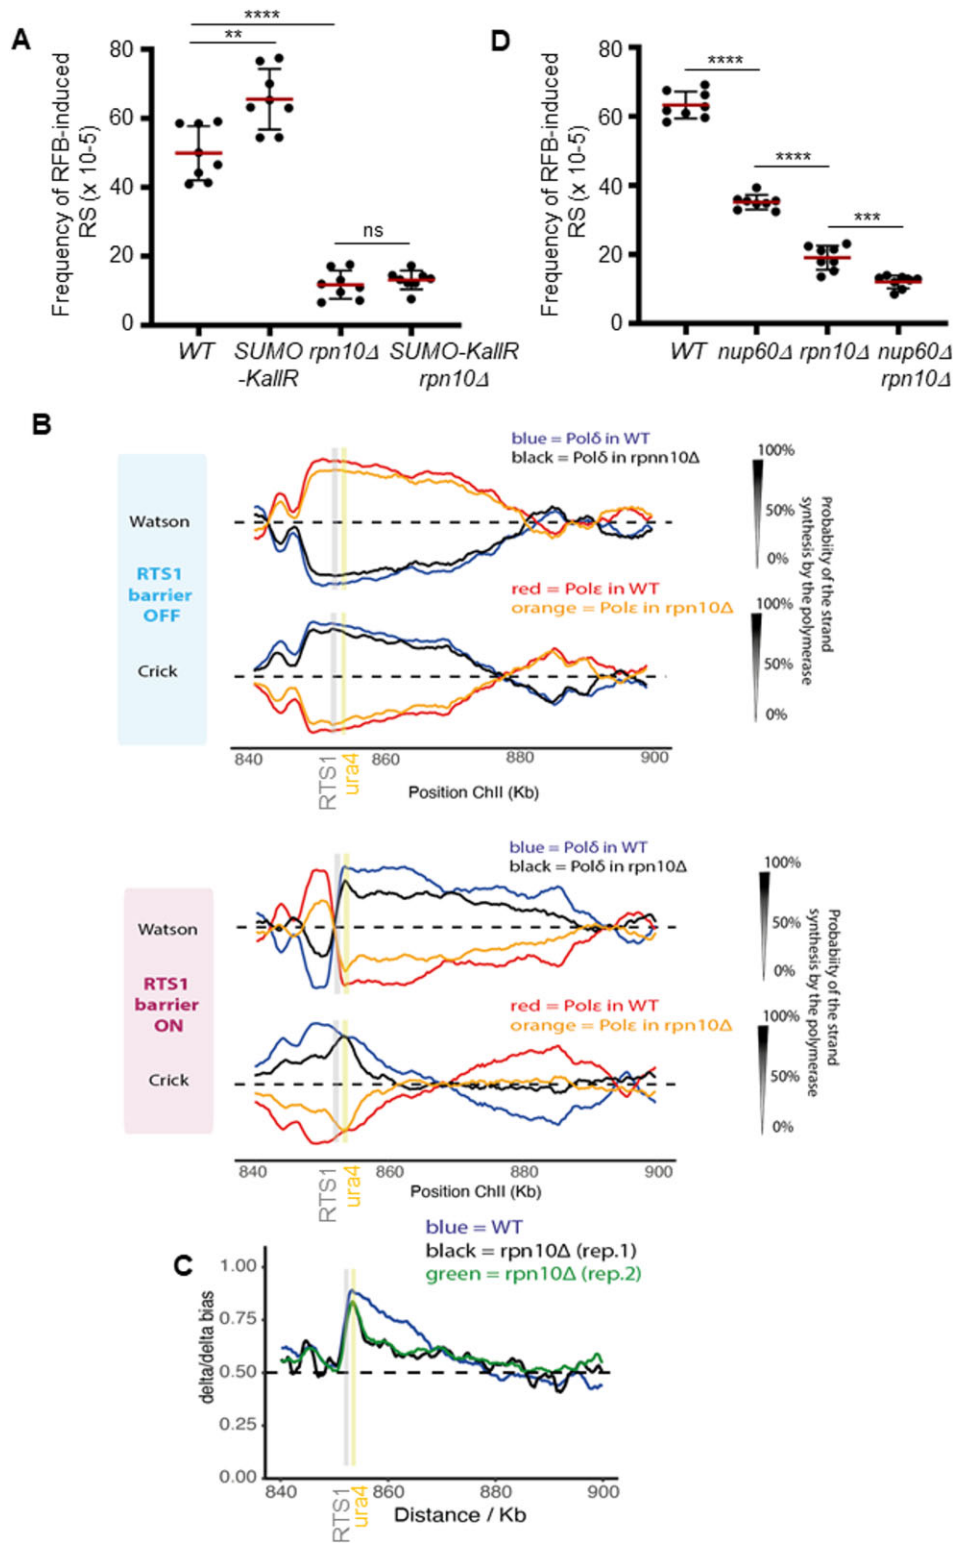 A
****
**
ns
80
60
40
20
0
Frequency of RFB-induced
RS (x 10-5)
WT
SUMO
-KallR
rpn10Δ
SUMO-KallR
rpn10Δ
D
****
****
***
80
60
40
20
0
Frequency of RFB-induced
RS (x 10-5)
WT
nup60Δ
rpn10Δ
nup60Δ
rpn10Δ
B
blue = Polδ in WT
black = Polδ in rpnn10Δ
Watson
RTS1
barrier
OFF
Crick
red = Polε in WT
orange = Polε in rpn10Δ
100%
50%
0%
100%
50%
0%
Probabiity of the strand
synthesis by the polymerase
840
860
880
900
RTS1
ura4
Position ChII (Kb)
blue = Polδ in WT
black = Polδ in rpn10Δ
Watson
RTS1
barrier
ON
Crick
red = Polε in WT
orange = Polε in rpn10Δ
100%
50%
0%
100%
50%
0%
Probabiity of the strand
synthesis by the polymerase
840
860
880
900
RTS1
ura4
Position ChII (Kb)
C
blue = WT
black = rpn10Δ (rep.1)
green = rpn10Δ (rep.2)
delta/delta bias
1.00
0.75
0.50
0.25
0.00
840
860
880
900
RTS1
ura4
Distance / Kb